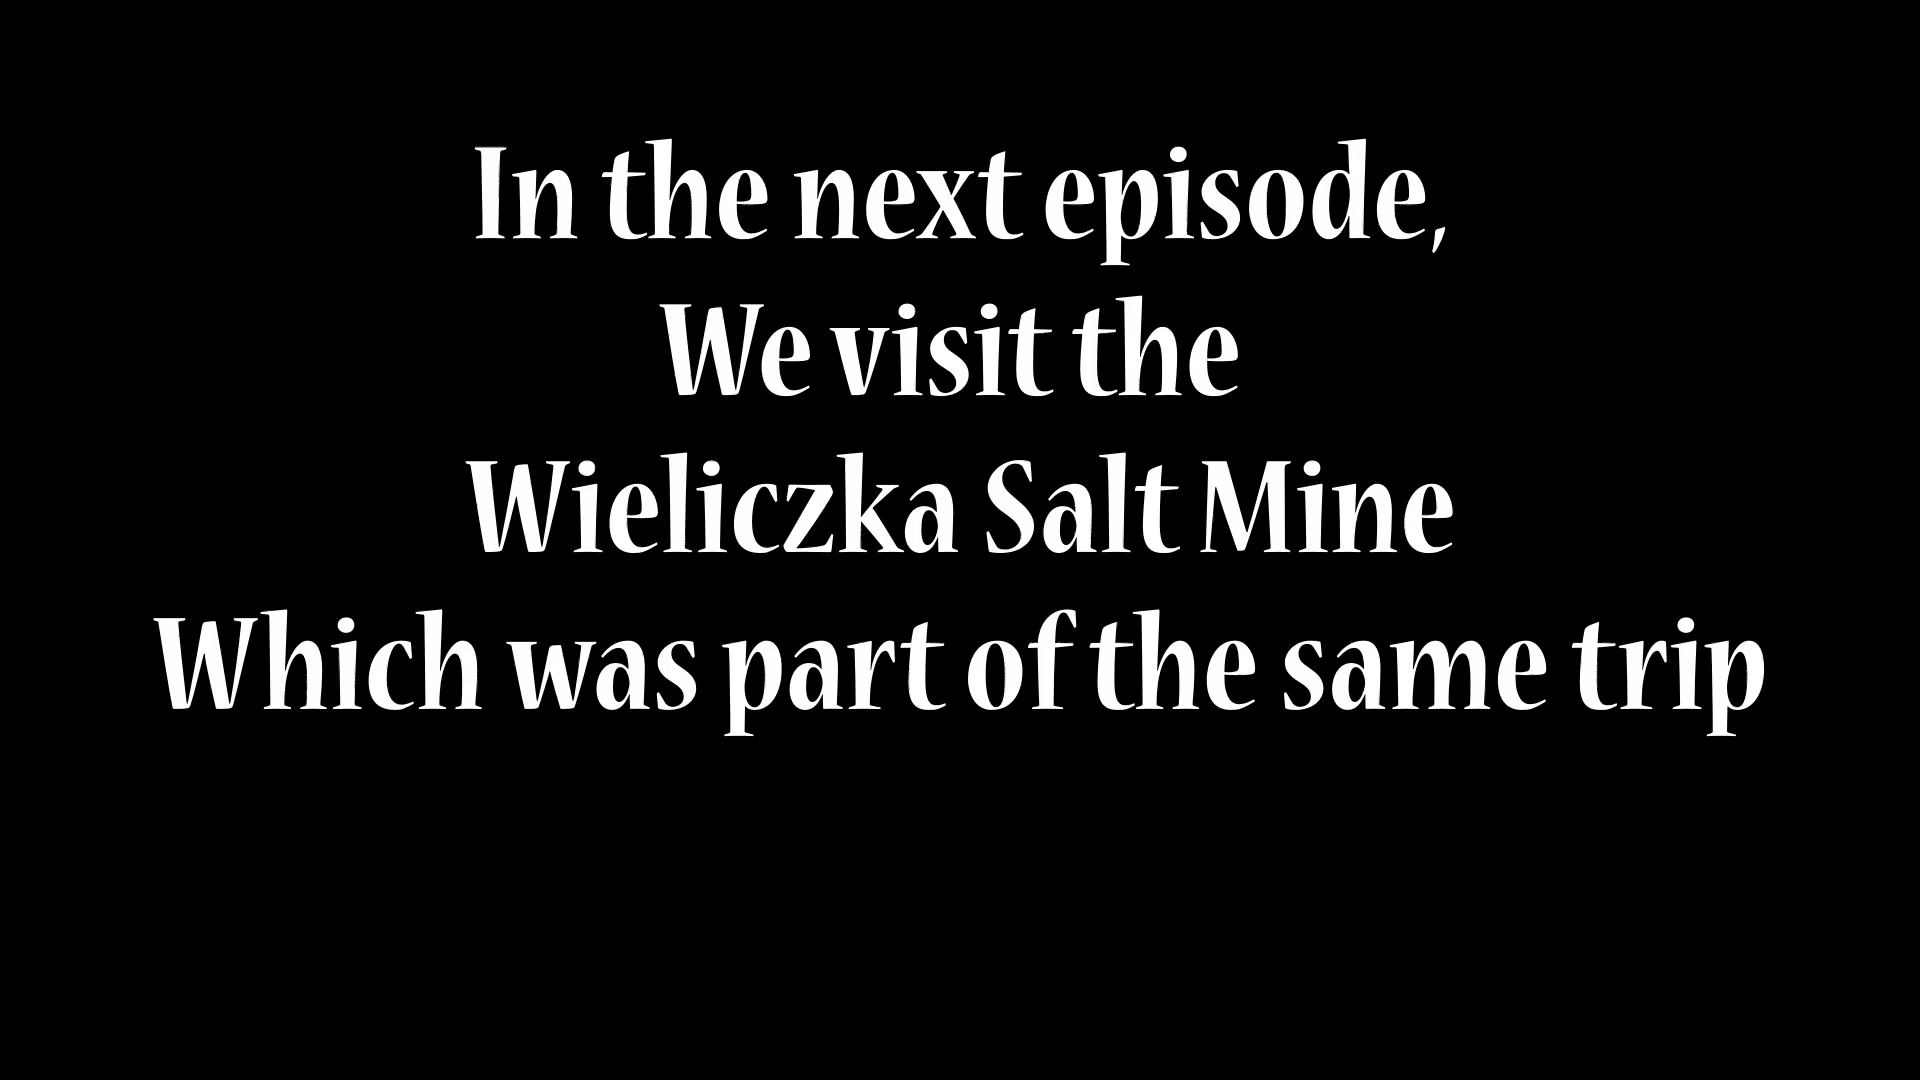 In the next episode,
We visit the
Wieliczka Salt Mine
Which was part of the same trip